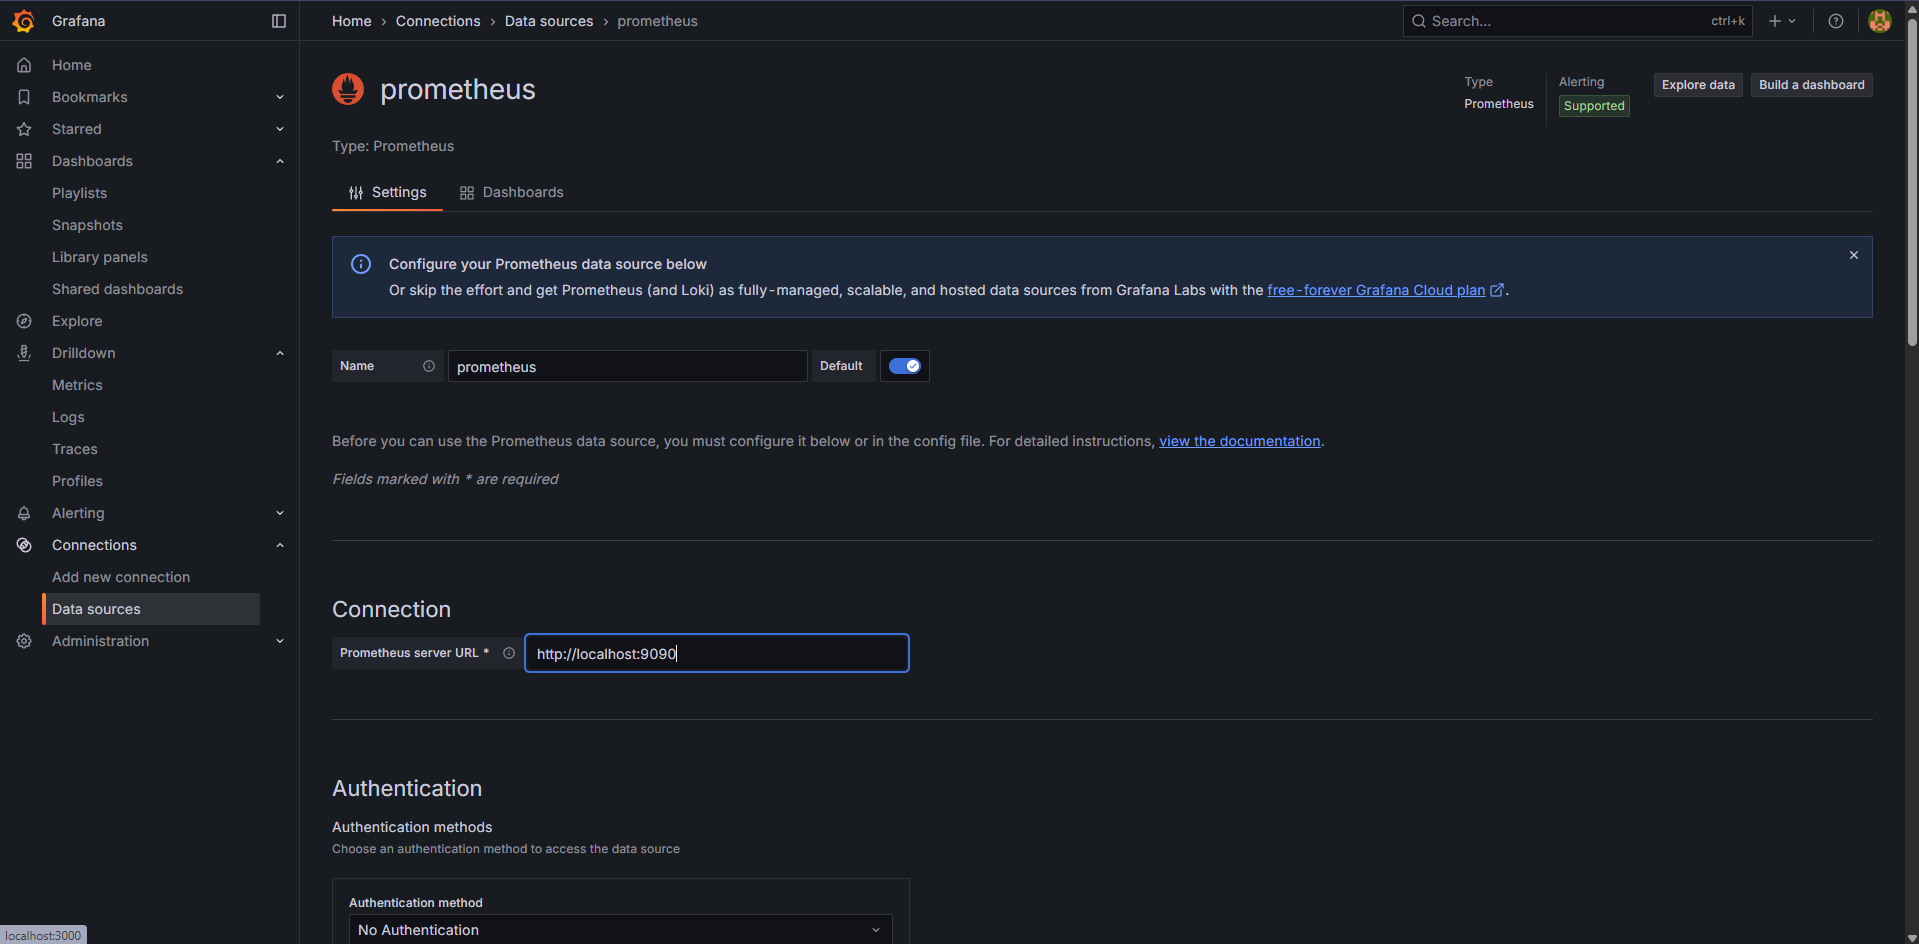 Grafana
Home › Connections › Data sources › prometheus
Search...
ctrl+k
Home
Bookmarks
Starred
Dashboards
Playlists
Snapshots
Library panels
Shared dashboards
Explore
Drilldown
Metrics
Logs
Traces
Profiles
Alerting
Connections
Add new connection
Data sources
Administration
prometheus
Type
Prometheus
Alerting
Supported
Explore data
Build a dashboard
Type: Prometheus
Settings
Dashboards
Configure your Prometheus data source below
Or skip the effort and get Prometheus (and Loki) as fully-managed, scalable, and hosted data sources from Grafana Labs with the free-forever Grafana Cloud plan.
Name
prometheus
Default
Before you can use the Prometheus data source, you must configure it below or in the config file. For detailed instructions, view the documentation.
Fields marked with * are required
Connection
Prometheus server URL *
http://localhost:9090
Authentication
Authentication methods
Choose an authentication method to access the data source
Authentication method
No Authentication
localhost:3000